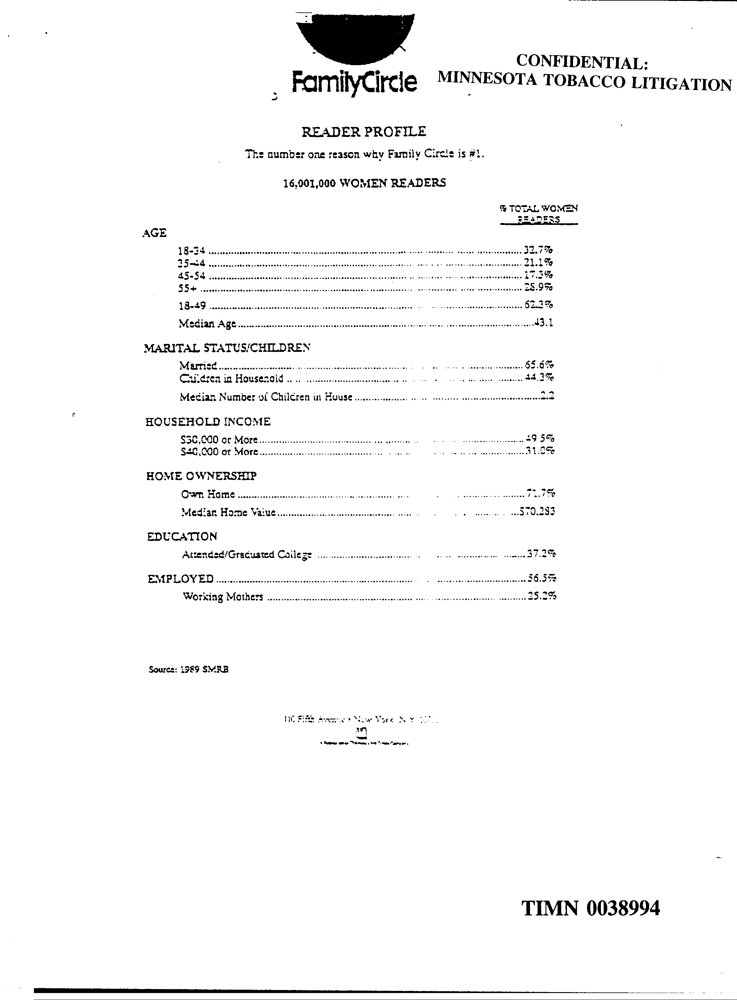 CONFIDENTIAL:
MINNESOTA TOBACCO LITIGATION
FamilyCircle
READER PROFILE
The number one reason why Family Circle is #1.
16,001,000 WOMEN READERS
% TOTAL WOMEN
READERS
AGE
18-34 32.7%
35-44 21.1%
45-54 17.3%
55+ 28.9%
18-49 62.3%
Median Age 43.1
MARITAL STATUS/CHILDREN
Married 65.6%
Children in Household 44.3%
Median Number of Children in House 2.2
HOUSEHOLD INCOME
$30,000 or More 49.5%
$40,000 or More 31.0%
HOME OWNERSHIP
Own Home 71.7%
Median Home Value $70,283
EDUCATION
Attended/Graduated College 37.2%
EMPLOYED 56.5%
Working Mothers 25.2%
Source: 1989 SMRB
110 Fifth Avenue • New York, N.Y.
TIMN 0038994